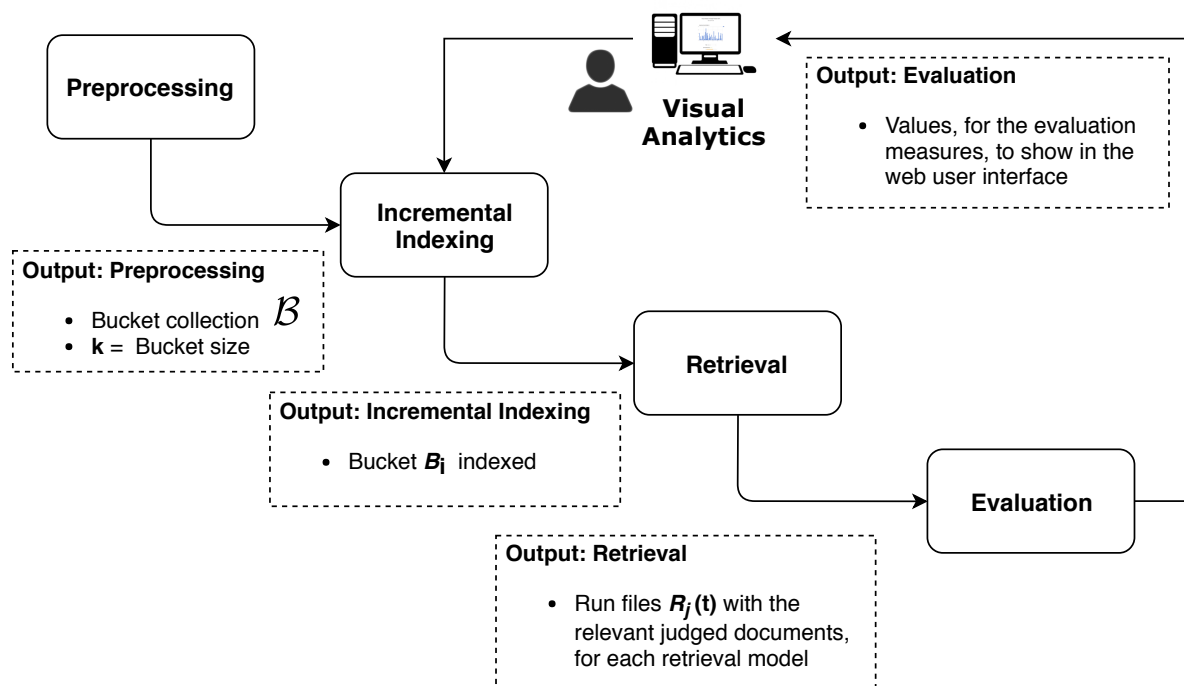 Preprocessing
Visual
Analytics
Output: Evaluation
• Values, for the evaluation
measures, to show in the
web user interface
Incremental
Indexing
Output: Preprocessing
• Bucket collection ℬ
• k = Bucket size
Retrieval
Output: Incremental Indexing
• Bucket Bi indexed
Evaluation
Output: Retrieval
• Run files Rj (t) with the
relevant judged documents,
for each retrieval model